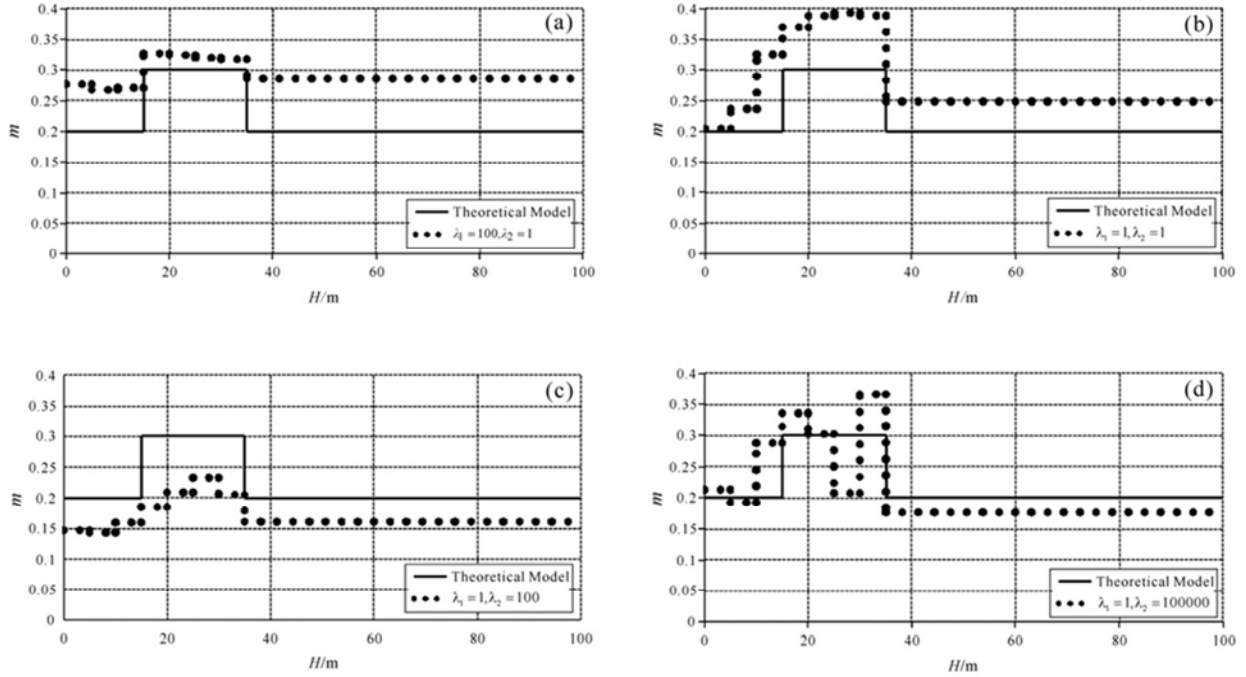 (a)
0.4
0.35
0.3
0.25
0.2
0.15
0.1
0.05
0
m
Theoretical Model
λ1=100,λ2=1
0 20 40 60 80 100
H/m
(b)
0.4
0.35
0.3
0.25
0.2
0.15
0.1
0.05
0
m
Theoretical Model
λ₁=1,λ₂=1
0 20 40 60 80 100
H/m
(c)
0.4
0.35
0.3
0.25
0.2
0.15
0.1
0.05
0
m
Theoretical Model
λ₁=1,λ₂=100
0 20 40 60 80 100
H/m
(d)
0.4
0.35
0.3
0.25
0.2
0.15
0.1
0.05
0
m
Theoretical Model
λ₁=1,λ₂=100000
0 20 40 60 80 100
H/m